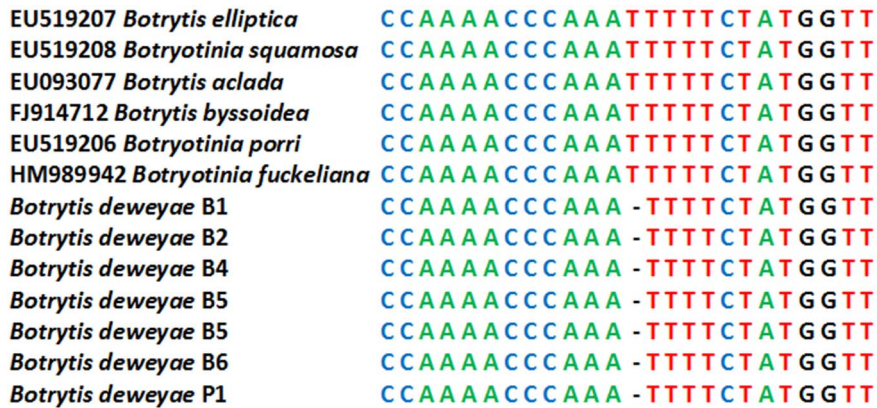 EU519207 Botrytis elliptica CCAAAACCCAAATTTTTCTATGGTT
EU519208 Botryotinia squamosa CCAAAACCCAAATTTTTCTATGGTT
EU093077 Botrytis aclada CCAAAACCCAAATTTTTCTATGGTT
FJ914712 Botrytis byssoidea CCAAAACCCAAATTTTTCTATGGTT
EU519206 Botryotinia porri CCAAAACCCAAATTTTTCTATGGTT
HM989942 Botryotinia fuckeliana CCAAAACCCAAATTTTTCTATGGTT
Botrytis deweyae B1 CCAAAACCCAAA-TTTTCTATGGTT
Botrytis deweyae B2 CCAAAACCCAAA-TTTTCTATGGTT
Botrytis deweyae B4 CCAAAACCCAAA-TTTTCTATGGTT
Botrytis deweyae B5 CCAAAACCCAAA-TTTTCTATGGTT
Botrytis deweyae B5 CCAAAACCCAAA-TTTTCTATGGTT
Botrytis deweyae B6 CCAAAACCCAAA-TTTTCTATGGTT
Botrytis deweyae P1 CCAAAACCCAAA-TTTTCTATGGTT